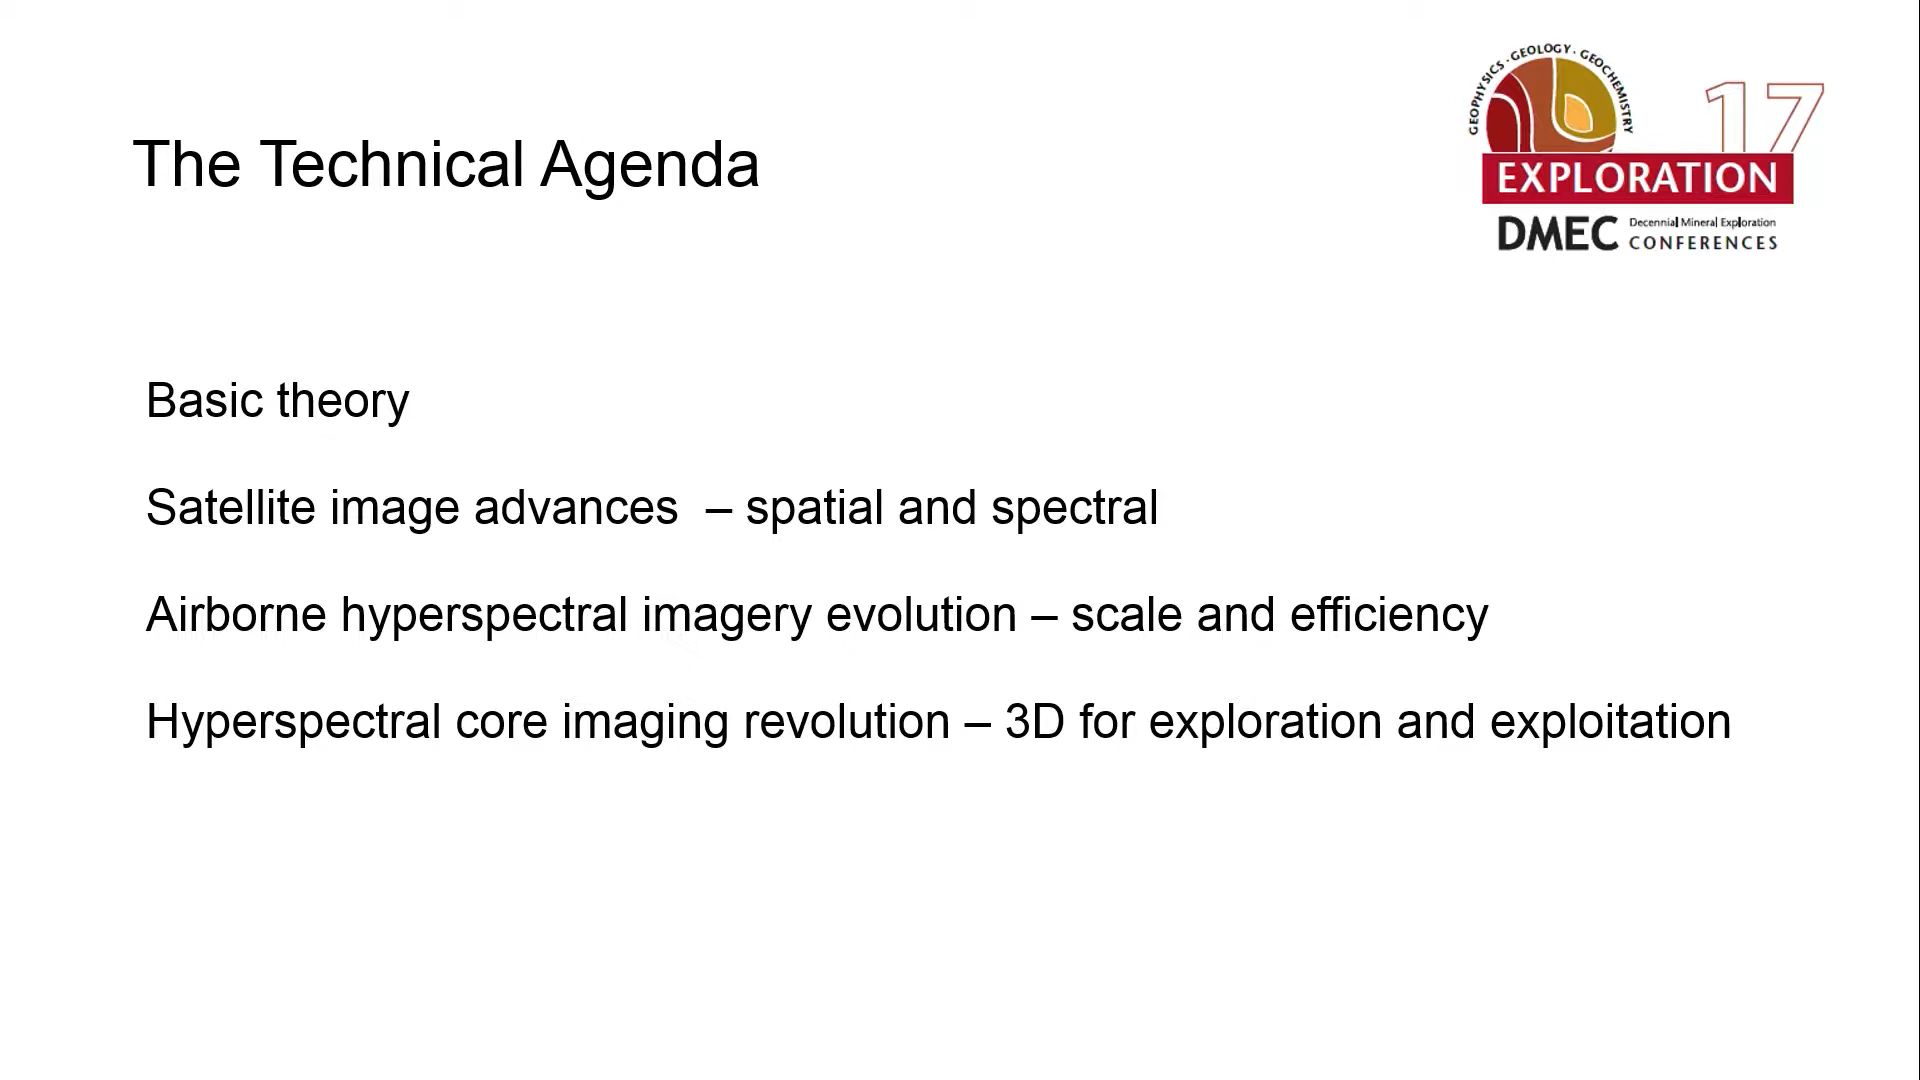 GEOPHYSICS · GEOLOGY · GEOCHEMISTRY
17
EXPLORATION
DMEC Decennial Mineral Exploration
CONFERENCES
The Technical Agenda
Basic theory
Satellite image advances – spatial and spectral
Airborne hyperspectral imagery evolution – scale and efficiency
Hyperspectral core imaging revolution – 3D for exploration and exploitation